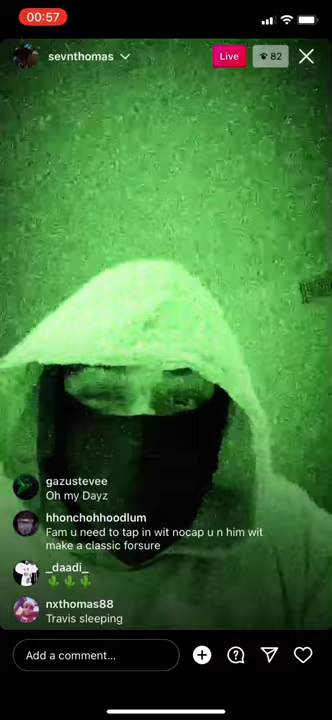 00:57
sevnthomas
Live
82
gazustevee
Oh my Dayz
hhonchohhoodlum
Fam u need to tap in wit nocap u n him wit
make a classic forsure
_daadi_
🌵🌵🌵
nxthomas88
Travis sleeping
Add a comment...